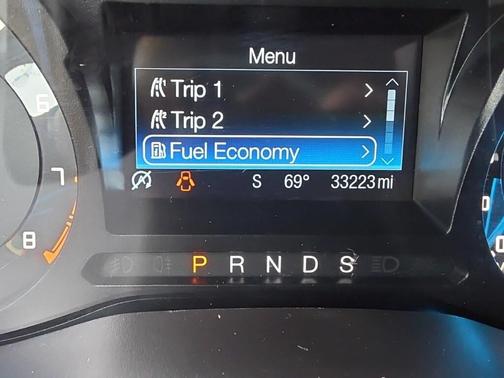 Menu
Trip 1
Trip 2
Fuel Economy
6
7
8
S 69° 33223 mi
P R N D S